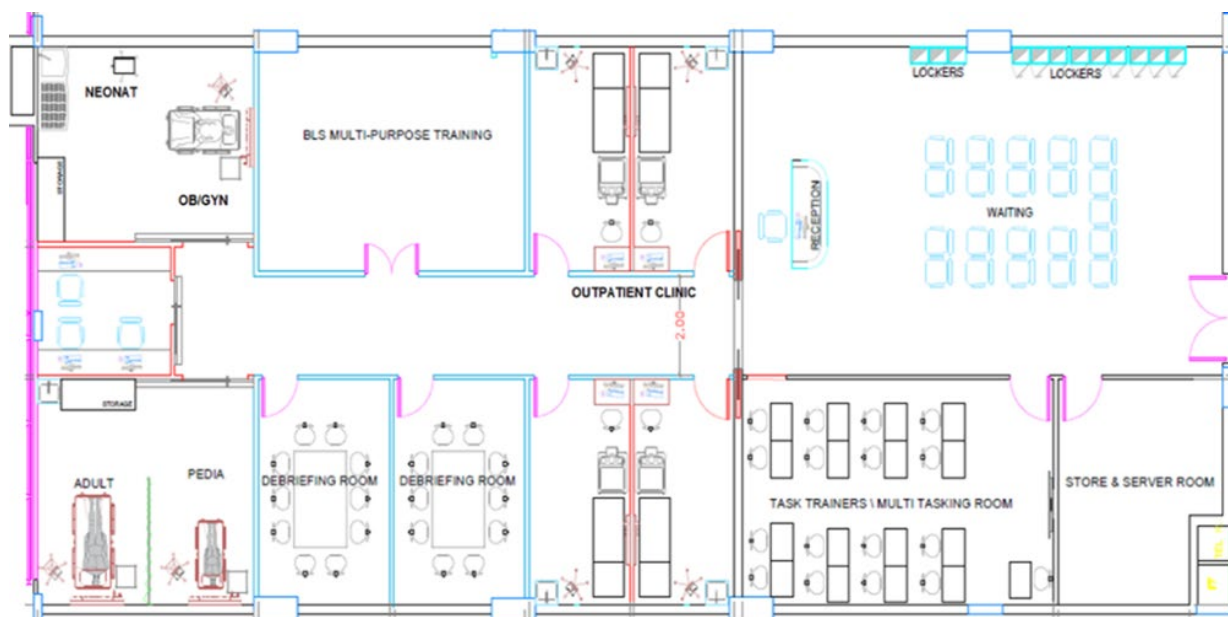 LOCKERS
LOCKERS
NEONAT
BLS MULTI-PURPOSE TRAINING
STORAGE
OB/GYN
RECEPTION
WAITING
OUTPATIENT CLINIC
2.00
STORAGE
PEDIA
ADULT
DEBRIEFING ROOM
DEBRIEFING ROOM
TASK TRAINERS \ MULTI TASKING ROOM
STORE & SERVER ROOM